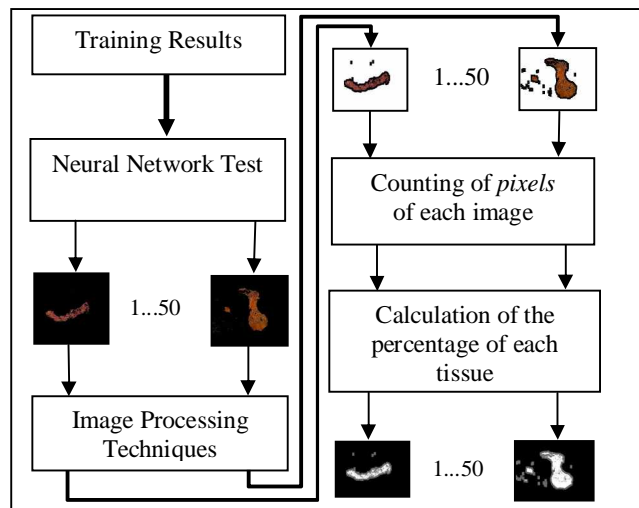 Training Results
Neural Network Test
1...50
Image Processing
Techniques
1...50
Counting of pixels
of each image
Calculation of the
percentage of each
tissue
1...50